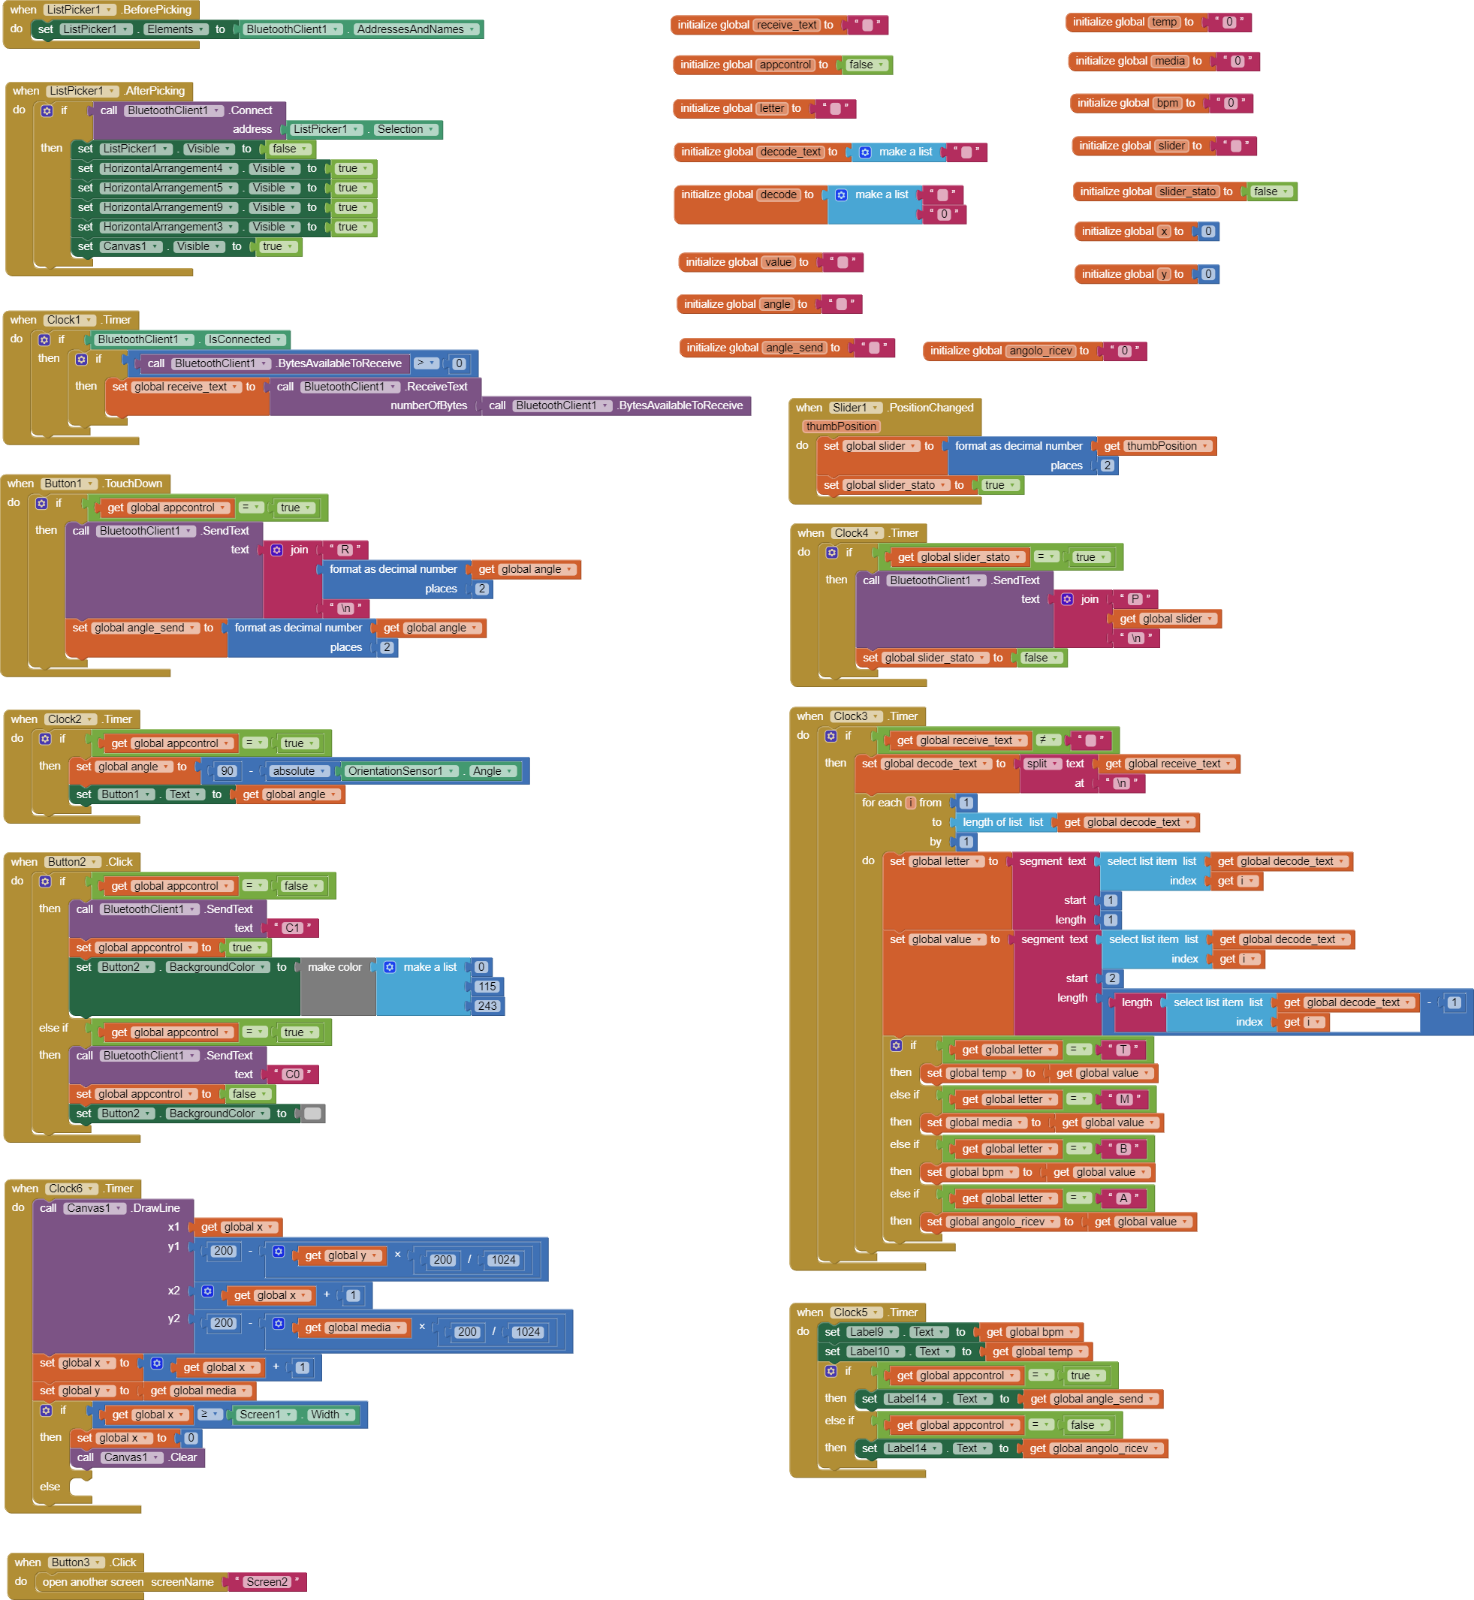 when ListPicker1 .BeforePicking
do set ListPicker1 . Elements to BluetoothClient1 . AddressesAndNames
when ListPicker1 .AfterPicking
do if call BluetoothClient1 .Connect
address ListPicker1 . Selection
then set ListPicker1 . Visible to false
set HorizontalArrangement4 . Visible to true
set HorizontalArrangement5 . Visible to true
set HorizontalArrangement9 . Visible to true
set HorizontalArrangement3 . Visible to true
set Canvas1 . Visible to true
when Clock1 .Timer
do if BluetoothClient1 . IsConnected
then if call BluetoothClient1 .BytesAvailableToReceive > 0
then set global receive_text to call BluetoothClient1 .ReceiveText
numberOfBytes call BluetoothClient1 .BytesAvailableToReceive
when Button1 .TouchDown
do if get global appcontrol = true
then call BluetoothClient1 .SendText
text join " R "
format as decimal number get global angle
places 2
" \n "
set global angle_send to format as decimal number get global angle
places 2
when Clock2 .Timer
do if get global appcontrol = true
then set global angle to 90 - absolute OrientationSensor1 . Angle
set Button1 . Text to get global angle
when Button2 .Click
do if get global appcontrol = false
then call BluetoothClient1 .SendText
text " C1 "
set global appcontrol to true
set Button2 . BackgroundColor to make color make a list 0
115
243
else if get global appcontrol = true
then call BluetoothClient1 .SendText
text " C0 "
set global appcontrol to false
set Button2 . BackgroundColor to
when Clock6 .Timer
do call Canvas1 .DrawLine
x1 get global x
y1 200 - get global y × 200 / 1024
x2 get global x + 1
y2 200 - get global media × 200 / 1024
set global x to get global x + 1
set global y to get global media
if get global x ≥ Screen1 . Width
then set global x to 0
call Canvas1 .Clear
else
when Button3 .Click
do open another screen screenName " Screen2 "
initialize global receive_text to " "
initialize global appcontrol to false
initialize global letter to " "
initialize global decode_text to make a list " "
initialize global decode to make a list " "
" 0 "
initialize global value to " "
initialize global angle to " "
initialize global angle_send to " "
initialize global angolo_ricev to " 0 "
initialize global temp to " 0 "
initialize global media to " 0 "
initialize global bpm to " 0 "
initialize global slider to " "
initialize global slider_stato to false
initialize global x to 0
initialize global y to 0
when Slider1 .PositionChanged
thumbPosition
do set global slider to format as decimal number get thumbPosition
places 2
set global slider_stato to true
when Clock4 .Timer
do if get global slider_stato = true
then call BluetoothClient1 .SendText
text join " P "
get global slider
" \n "
set global slider_stato to false
when Clock3 .Timer
do if get global receive_text ≠ " "
then set global decode_text to split text get global receive_text
at " \n "
for each i from 1
to length of list list get global decode_text
by 1
do set global letter to segment text select list item list get global decode_text
index get i
start 1
length 1
set global value to segment text select list item list get global decode_text
index get i
start 2
length length select list item list get global decode_text - 1
index get i
if get global letter = " T "
then set global temp to get global value
else if get global letter = " M "
then set global media to get global value
else if get global letter = " B "
then set global bpm to get global value
else if get global letter = " A "
then set global angolo_ricev to get global value
when Clock5 .Timer
do set Label9 . Text to get global bpm
set Label10 . Text to get global temp
if get global appcontrol = true
then set Label14 . Text to get global angle_send
else if get global appcontrol = false
then set Label14 . Text to get global angolo_ricev